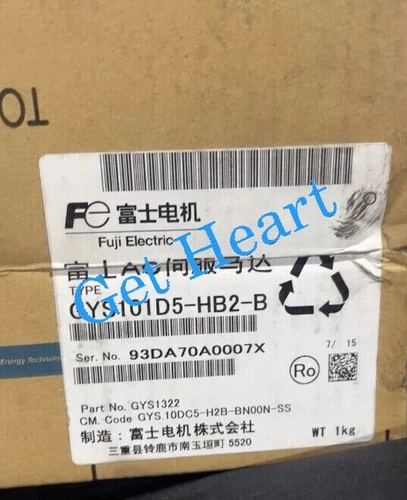 TO
Fe 富士电机
Fuji Electric
富士AC伺服马达
TYPE
GYS101D5-HB2-B
Get Heart
Energy Technology
Ser. No. 93DA70A0007X
7/ 15
Ro
Part No. GYS1322
CM. Code GYS.10DC5-H2B-BN00N-SS
制造：富士电机株式会社
三重县铃鹿市南玉垣町 5520
WT 1kg